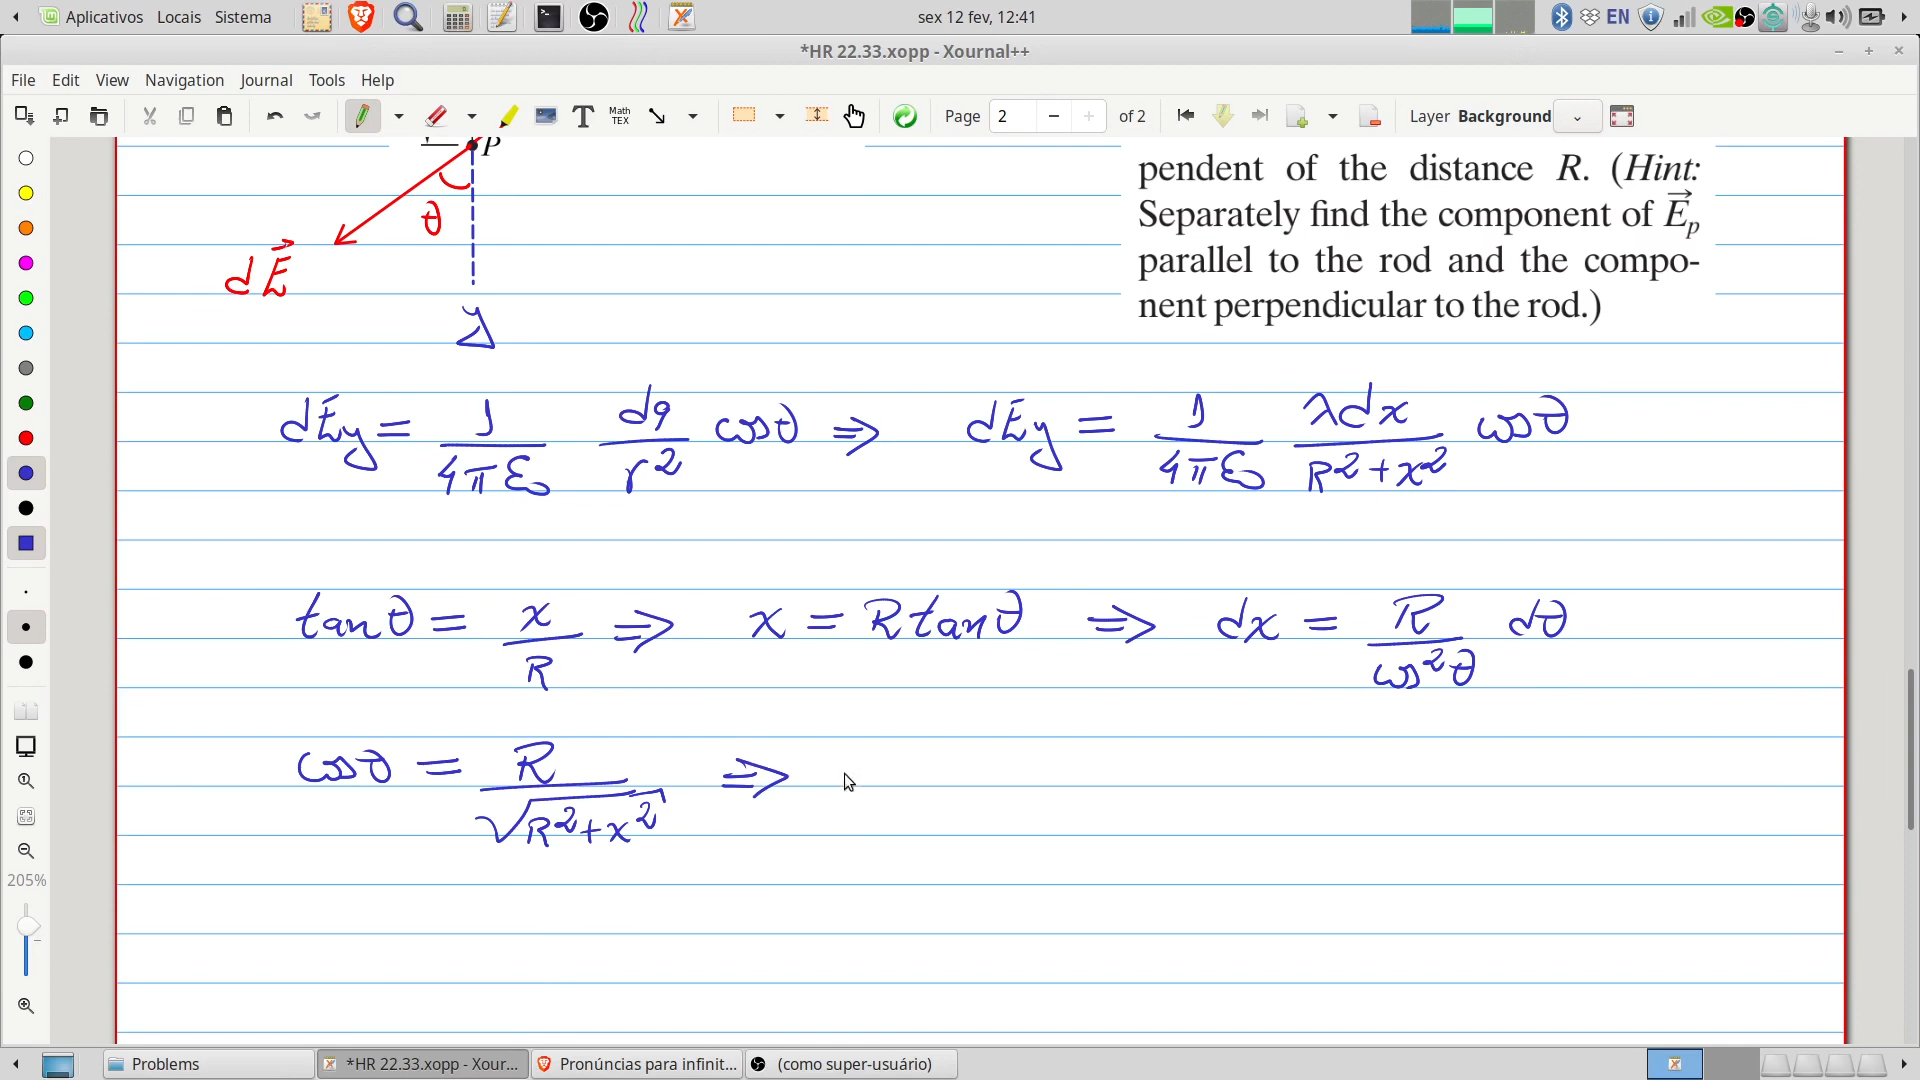 Aplicativos Locais Sistema sex 12 fev, 12:41 EN
*HR 22.33.xopp - Xournal++
File Edit View Navigation Journal Tools Help
Math TEX Page 2 of 2 Layer Background
P
θ
dE⃗
y
pendent of the distance R. (Hint:
Separately find the component of E⃗p
parallel to the rod and the compo-
nent perpendicular to the rod.)
dEy = 1/(4πε₀) dq/r² cosθ ⇒ dEy = 1/(4πε₀) λdx/(R²+x²) cosθ
tanθ = x/R ⇒ x = R tanθ ⇒ dx = R/cos²θ dθ
cosθ = R/√(R²+x²) ⇒
205%
Problems *HR 22.33.xopp - Xour... Pronúncias para infinit... (como super-usuário)